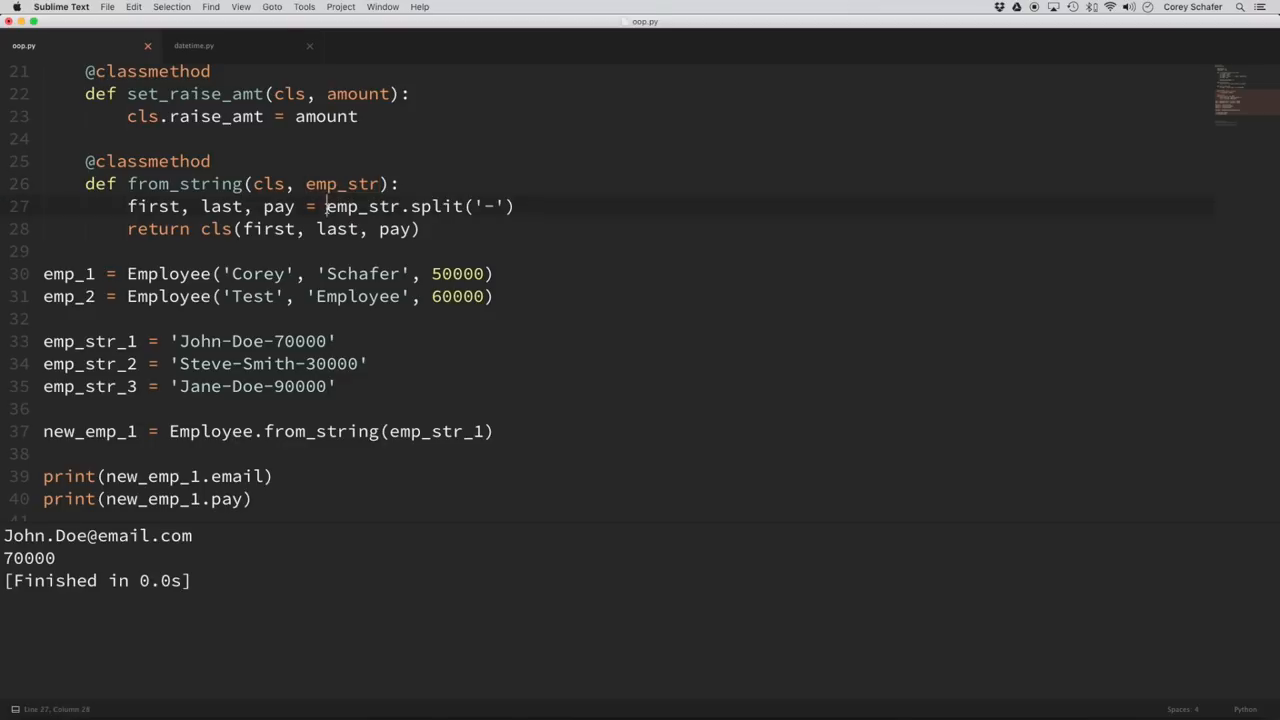 Sublime Text File Edit Selection Find View Goto Tools Project Window Help Corey Schafer
oop.py
oop.py datetime.py
21 @classmethod
22 def set_raise_amt(cls, amount):
23 cls.raise_amt = amount
24
25 @classmethod
26 def from_string(cls, emp_str):
27 first, last, pay = emp_str.split('-')
28 return cls(first, last, pay)
29
30 emp_1 = Employee('Corey', 'Schafer', 50000)
31 emp_2 = Employee('Test', 'Employee', 60000)
32
33 emp_str_1 = 'John-Doe-70000'
34 emp_str_2 = 'Steve-Smith-30000'
35 emp_str_3 = 'Jane-Doe-90000'
36
37 new_emp_1 = Employee.from_string(emp_str_1)
38
39 print(new_emp_1.email)
40 print(new_emp_1.pay)
41
John.Doe@email.com
70000
[Finished in 0.0s]
Line 27, Column 28 Spaces: 4 Python